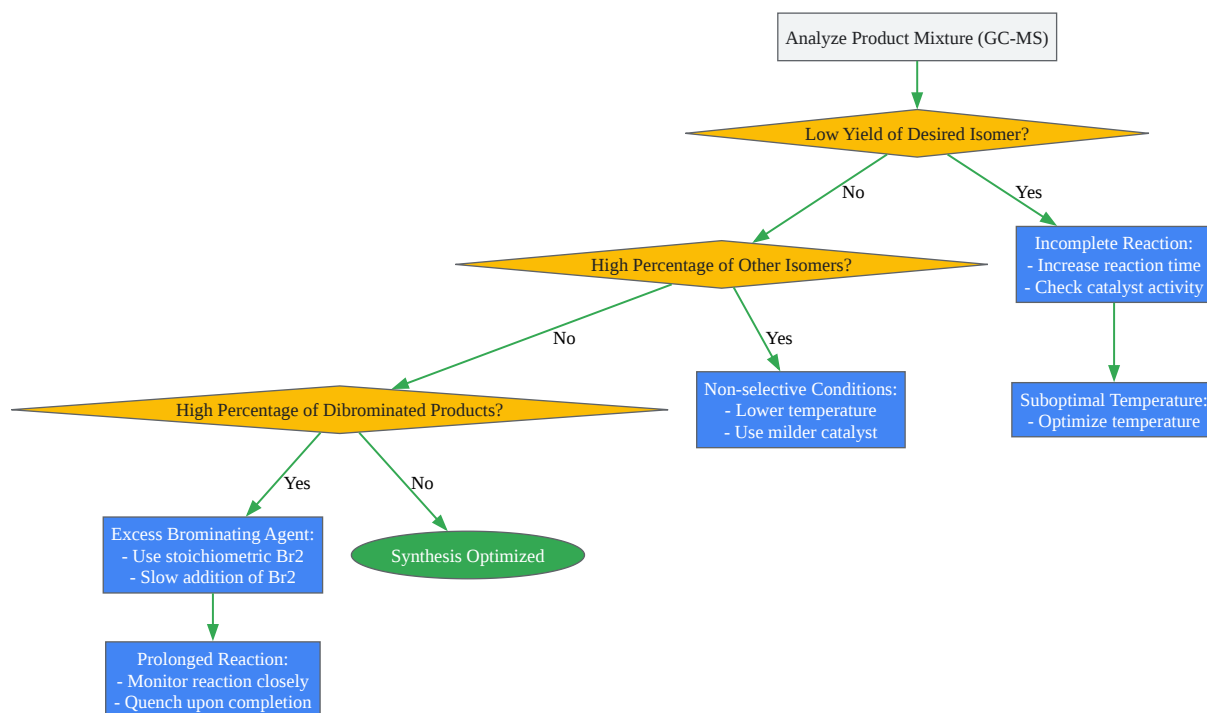 Analyze Product Mixture (GC-MS)
Low Yield of Desired Isomer?
No
Yes
High Percentage of Other Isomers?
Incomplete Reaction:
- Increase reaction time
- Check catalyst activity
No
Yes
High Percentage of Dibrominated Products?
Non-selective Conditions:
- Lower temperature
- Use milder catalyst
Suboptimal Temperature:
- Optimize temperature
Yes
No
Excess Brominating Agent:
- Use stoichiometric Br2
- Slow addition of Br2
Synthesis Optimized
Prolonged Reaction:
- Monitor reaction closely
- Quench upon completion